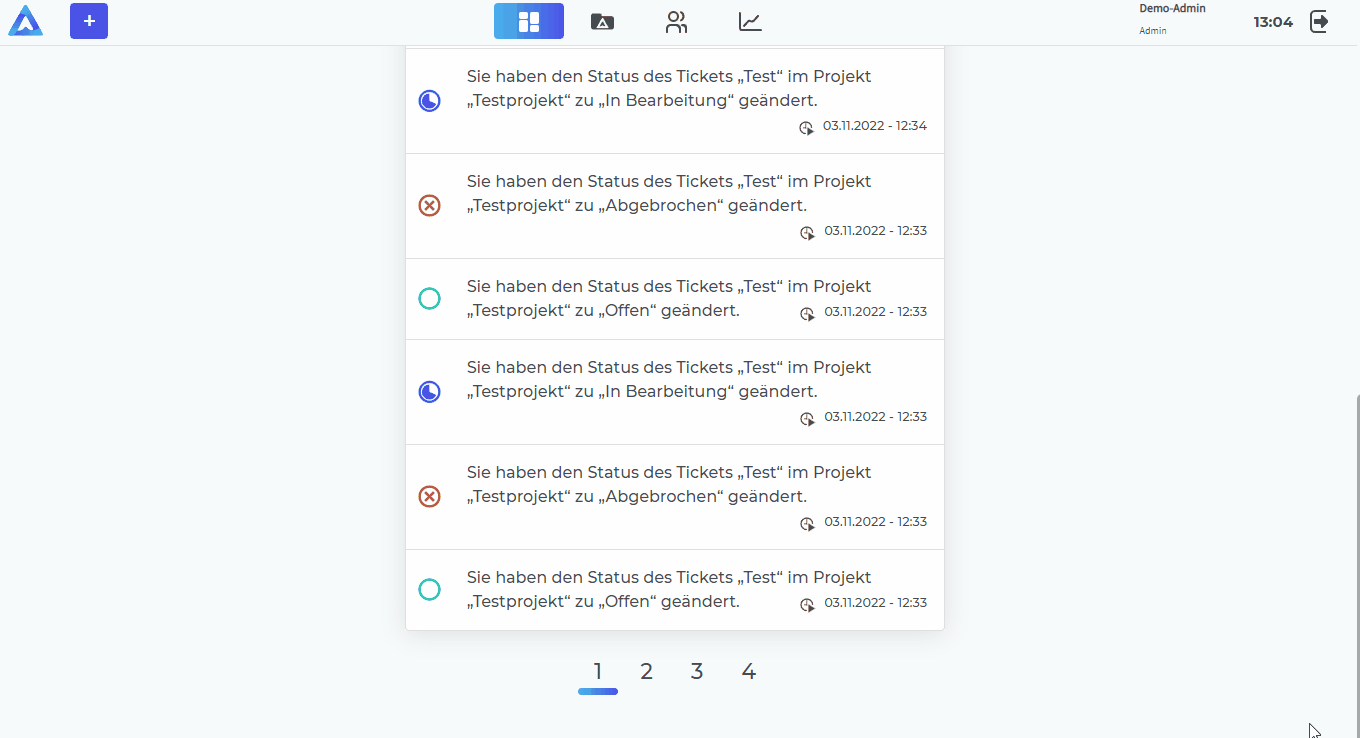 +
Demo-Admin
Admin
13:04
Sie haben den Status des Tickets „Test“ im Projekt
„Testprojekt“ zu „In Bearbeitung“ geändert.
03.11.2022 - 12:34
Sie haben den Status des Tickets „Test“ im Projekt
„Testprojekt“ zu „Abgebrochen“ geändert.
03.11.2022 - 12:33
Sie haben den Status des Tickets „Test“ im Projekt
„Testprojekt“ zu „Offen“ geändert. 03.11.2022 - 12:33
Sie haben den Status des Tickets „Test“ im Projekt
„Testprojekt“ zu „In Bearbeitung“ geändert.
03.11.2022 - 12:33
Sie haben den Status des Tickets „Test“ im Projekt
„Testprojekt“ zu „Abgebrochen“ geändert.
03.11.2022 - 12:33
Sie haben den Status des Tickets „Test“ im Projekt
„Testprojekt“ zu „Offen“ geändert. 03.11.2022 - 12:33
1 2 3 4